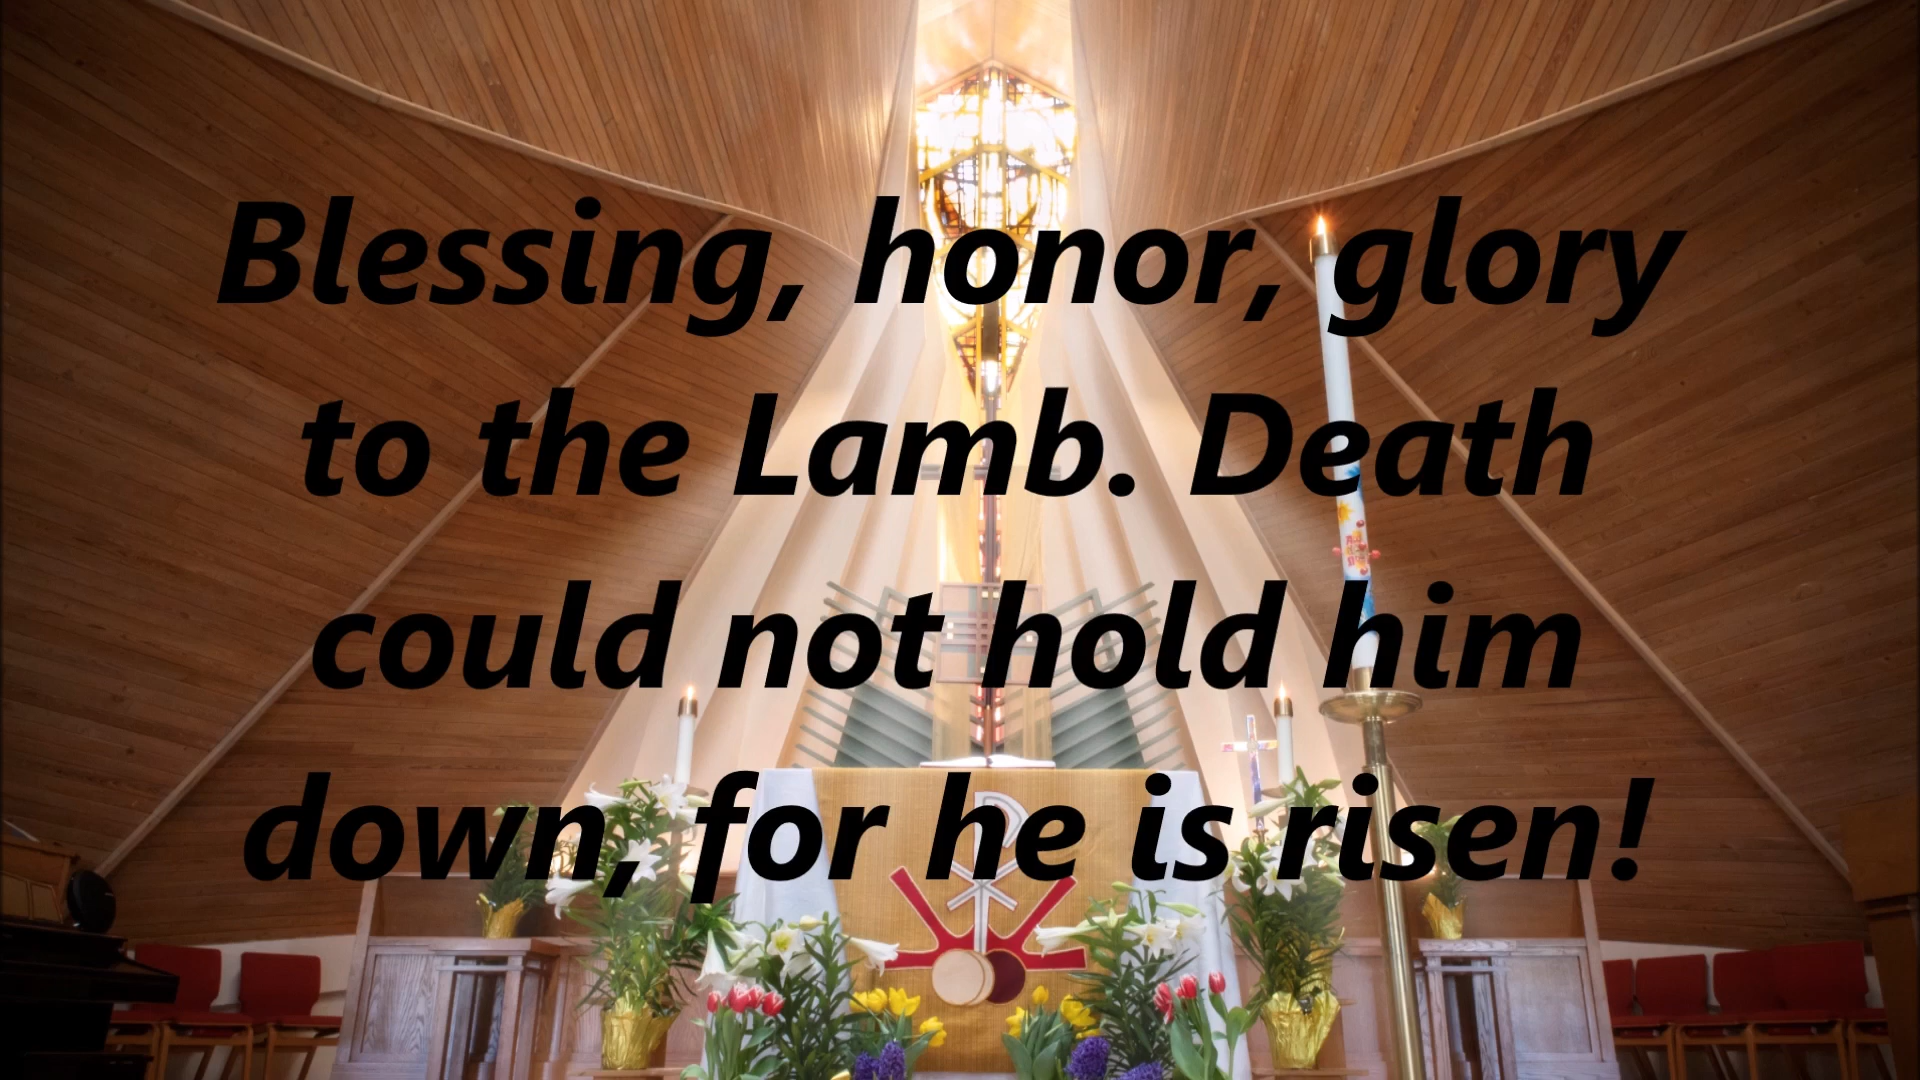 Blessing, honor, glory
to the Lamb. Death
could not hold him
down, for he is risen!